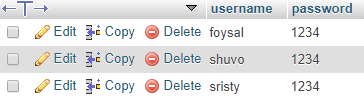 username password
Edit Copy Delete foysal 1234
Edit Copy Delete shuvo 1234
Edit Copy Delete sristy 1234